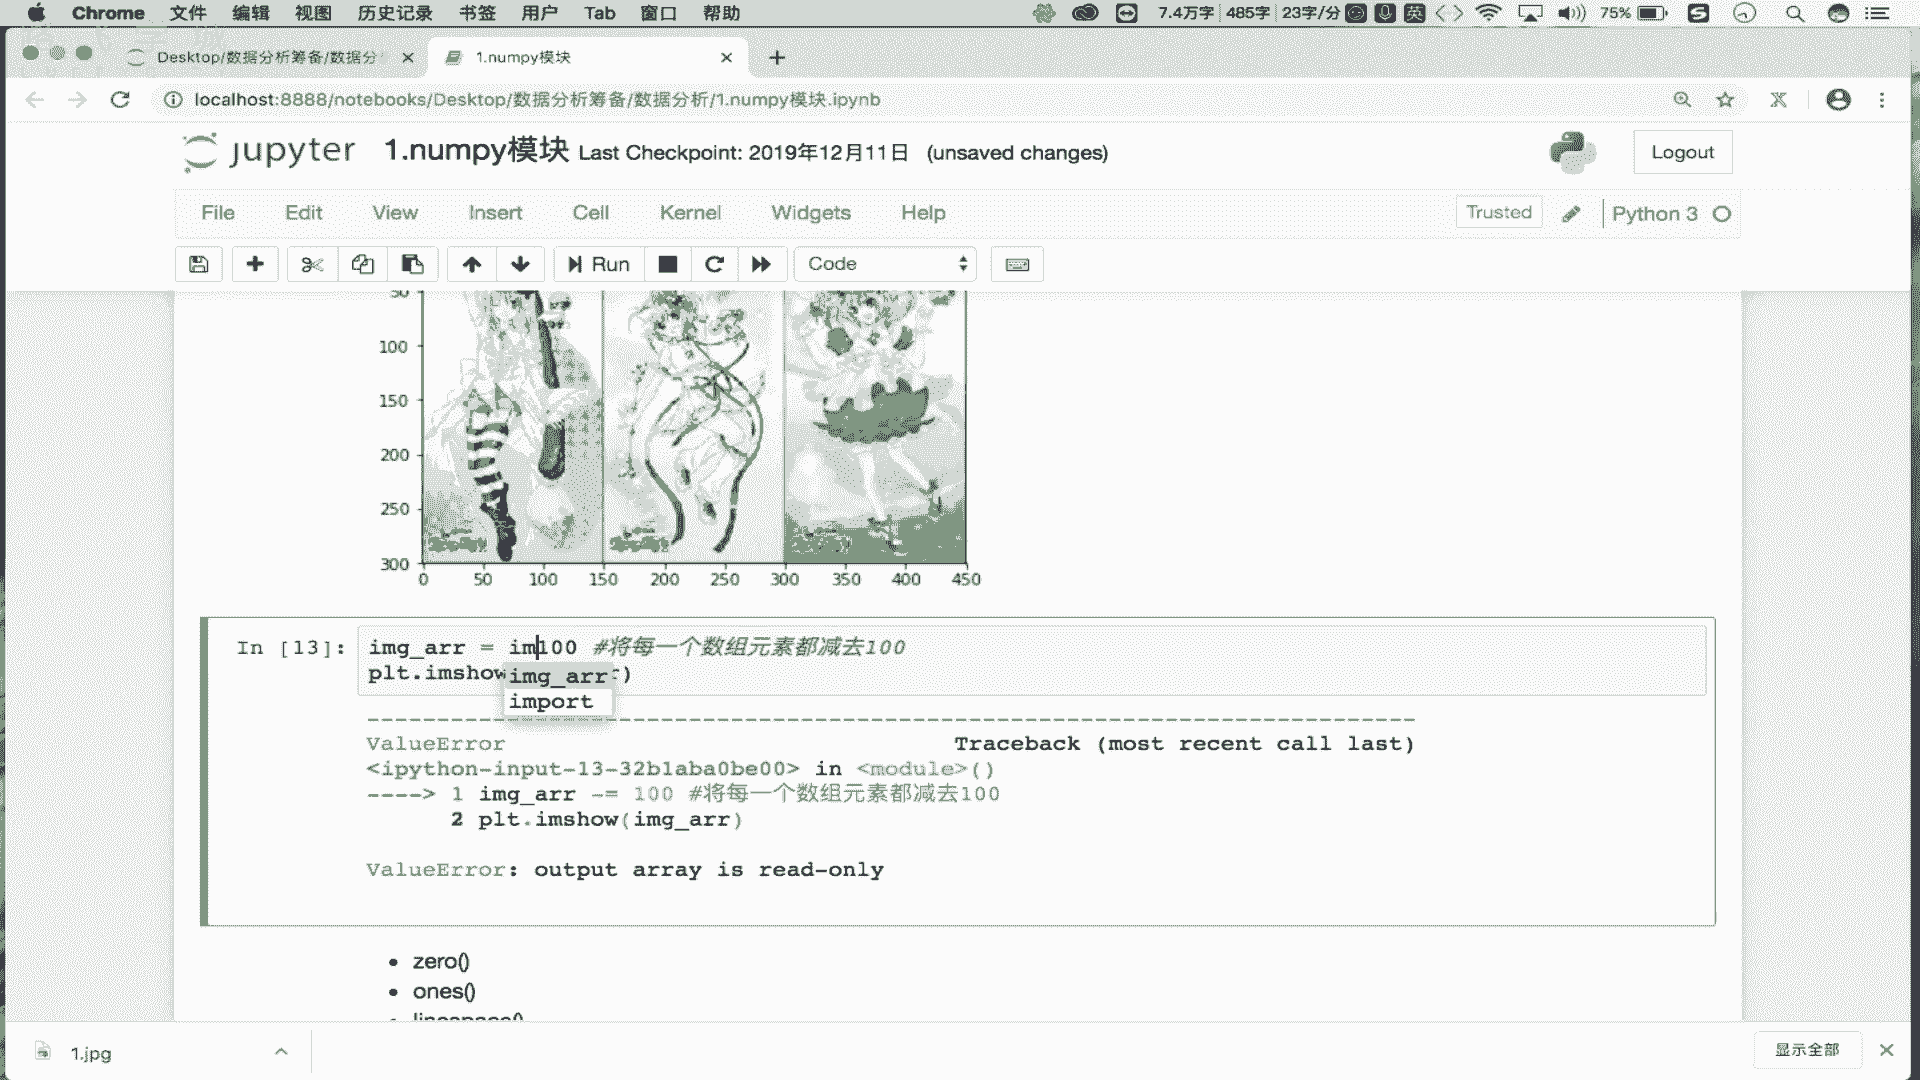 Chrome 文件 编辑 视图 历史记录 书签 用户 Tab 窗口 帮助 7.4万字 485字 23字/分 英 75%
Desktop/数据分析筹备/数据分 1.numpy模块
localhost:8888/notebooks/Desktop/数据分析筹备/数据分析/1.numpy模块.ipynb
jupyter 1.numpy模块 Last Checkpoint: 2019年12月11日 (unsaved changes) Logout
File Edit View Insert Cell Kernel Widgets Help Trusted Python 3
Run Code
50
100
150
200
250
300
0 50 100 150 200 250 300 350 400 450
In [13]: img_arr = im100 #将每一个数组元素都减去100
plt.imshow r)
img_arr
import
---------------------------------------------------------------------------
ValueError Traceback (most recent call last)
<ipython-input-13-32b1aba0be00> in <module>()
----> 1 img_arr -= 100 #将每一个数组元素都减去100
2 plt.imshow(img_arr)
ValueError: output array is read-only
• zero()
• ones()
1.jpg 显示全部